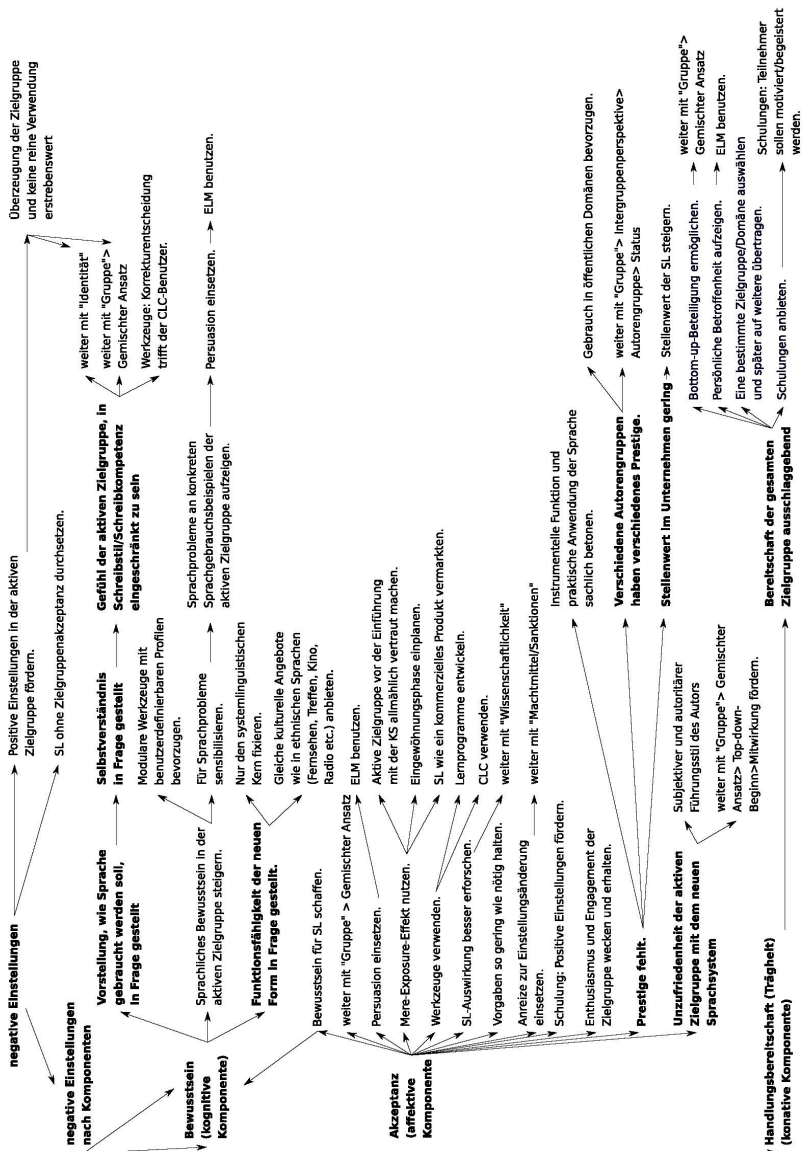 negative Einstellungen
Positive Einstellungen in der aktiven
Zielgruppe fördern.
Überzeugung der Zielgruppe
und keine reine Verwendung
erstrebenswert
SL ohne Zielgruppenakzeptanz durchsetzen.
negative Einstellungen
nach Komponenten
Bewusstsein
(kognitive
Komponente)
Vorstellung, wie Sprache
gebraucht werden soll,
in Frage gestellt
Selbstverständnis
in Frage gestellt
Gefühl der aktiven Zielgruppe, in
Schreibstil/Schreibkompetenz
eingeschränkt zu sein
weiter mit "Identität"
weiter mit "Gruppe">
Gemischter Ansatz
Werkzeuge: Korrekturentscheidung
trifft der CLC-Benutzer.
Sprachliches Bewusstsein in der
aktiven Zielgruppe steigern.
Modulare Werkzeuge mit
benutzerdefinierbaren Profilen
bevorzugen.
Für Sprachprobleme
sensibilisieren.
Sprachprobleme an konkreten
Sprachgebrauchsbeispielen der
aktiven Zielgruppe aufzeigen.
Persuasion einsetzen.
ELM benutzen.
Funktionsfähigkeit der neuen
Form in Frage gestellt.
Nur den systemlinguistischen
Kern fixieren.
Gleiche kulturelle Angebote
wie in ethnischen Sprachen
(Fernsehen, Treffen, Kino,
Radio etc.) anbieten.
Akzeptanz
(affektive
Komponente
Bewusstsein für SL schaffen.
weiter mit "Gruppe" > Gemischter Ansatz
Persuasion einsetzen.
ELM benutzen.
Mere-Exposure-Effekt nutzen.
Aktive Zielgruppe vor der Einführung
mit der KS allmählich vertraut machen.
Eingewöhnungsphase einplanen.
SL wie ein kommerzielles Produkt vermarkten.
Werkzeuge verwenden.
Lernprogramme entwickeln.
CLC verwenden.
SL-Auswirkung besser erforschen.
weiter mit "Wissenschaftlichkeit"
Vorgaben so gering wie nötig halten.
Anreize zur Einstellungsänderung
einsetzen.
weiter mit "Machtmittel/Sanktionen"
Schulung: Positive Einstellungen fördern.
Enthusiasmus und Engagement der
Zielgruppe wecken und erhalten.
Prestige fehlt.
Instrumentelle Funktion und
praktische Anwendung der Sprache
sachlich betonen.
Verschiedene Autorengruppen
haben verschiedenes Prestige.
Gebrauch in öffentlichen Domänen bevorzugen.
weiter mit "Gruppe"> Intergruppenperspektive>
Autorengruppe> Status
Stellenwert im Unternehmen gering
Stellenwert der SL steigern.
Unzufriedenheit der aktiven
Zielgruppe mit dem neuen
Sprachsystem
Subjektiver und autoritärer
Führungsstil des Autors
weiter mit "Gruppe"> Gemischter
Ansatz> Top-down-
Beginn>Mitwirkung fördern.
Handlungsbereitschaft (Trägheit)
(konative Komponente)
Bereitschaft der gesamten
Zielgruppe ausschlaggebend
Bottom-up-Beteiligung ermöglichen.
weiter mit "Gruppe">
Gemischter Ansatz
Persönliche Betroffenheit aufzeigen.
ELM benutzen.
Eine bestimmte Zielgruppe/Domäne auswählen
und später auf weitere übertragen.
Schulungen anbieten.
Schulungen: Teilnehmer
sollen motiviert/begeistert
werden.